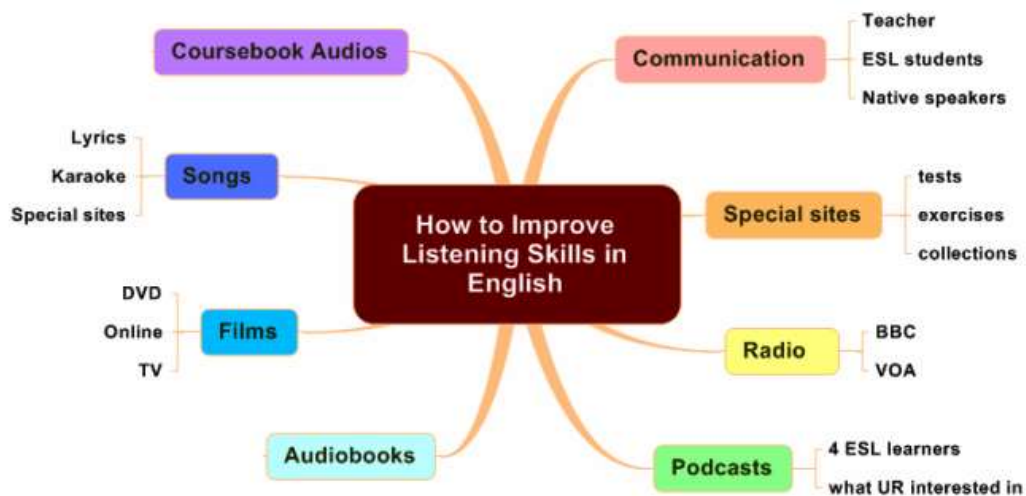 How to Improve
Listening Skills in
English
Communication
Teacher
ESL students
Native speakers
Special sites
tests
exercises
collections
Radio
BBC
VOA
Podcasts
4 ESL learners
what UR interested in
Coursebook Audios
Songs
Lyrics
Karaoke
Special sites
Films
DVD
Online
TV
Audiobooks